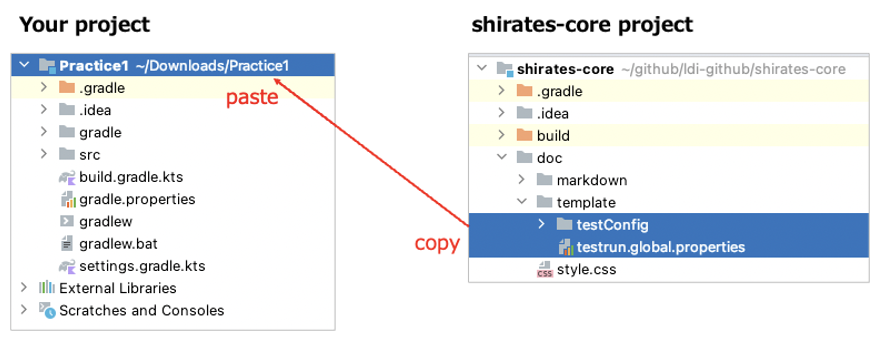 Your project
Practice1 ~/Downloads/Practice1
.gradle
paste
.idea
gradle
src
build.gradle.kts
gradle.properties
gradlew
gradlew.bat
settings.gradle.kts
External Libraries
Scratches and Consoles
copy
shirates-core project
shirates-core ~/github/ldi-github/shirates-core
.gradle
.idea
build
doc
markdown
template
testConfig
testrun.global.properties
CSS style.css